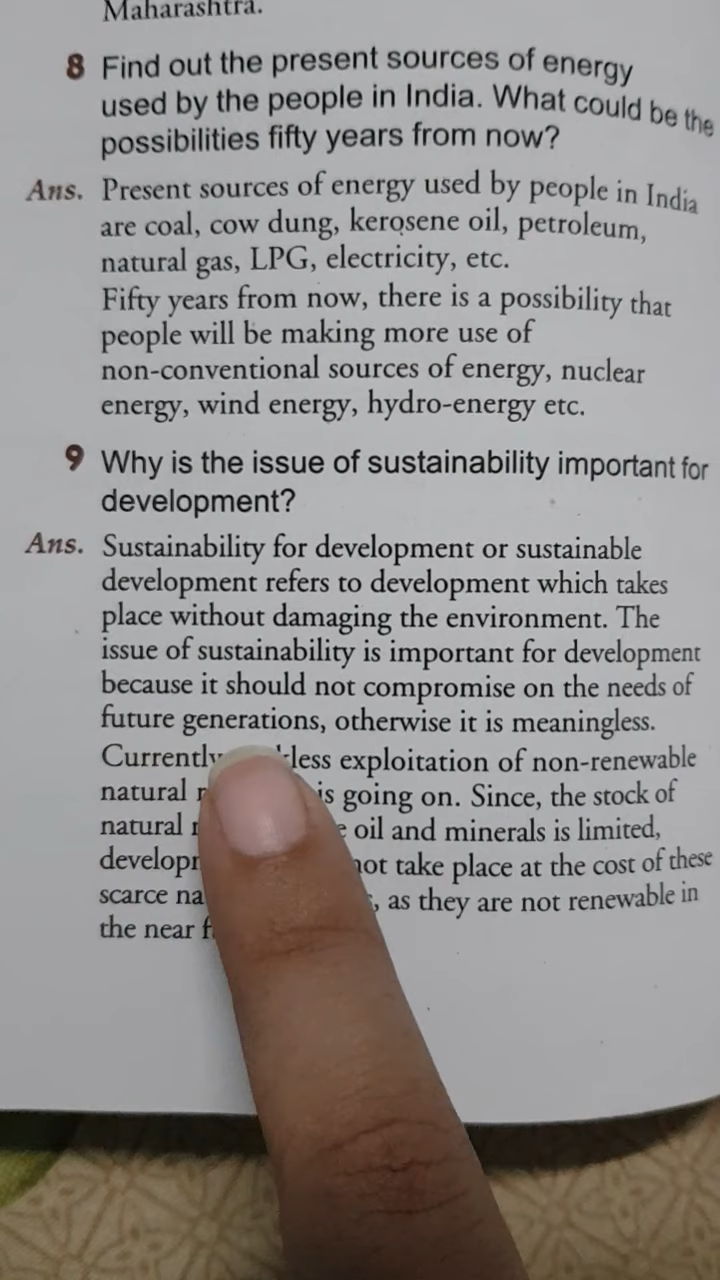 Maharashtra.
8 Find out the present sources of energy
used by the people in India. What could be the
possibilities fifty years from now?
Ans. Present sources of energy used by people in India
are coal, cow dung, kerosene oil, petroleum,
natural gas, LPG, electricity, etc.
Fifty years from now, there is a possibility that
people will be making more use of
non-conventional sources of energy, nuclear
energy, wind energy, hydro-energy etc.
9 Why is the issue of sustainability important for
development?
Ans. Sustainability for development or sustainable
development refers to development which takes
place without damaging the environment. The
issue of sustainability is important for development
because it should not compromise on the needs of
future generations, otherwise it is meaningless.
Currently exploitation of non-renewable
natural is going on. Since, the stock of
natural oil and minerals is limited,
not take place at the cost of these
scarce as they are not renewable in
the near